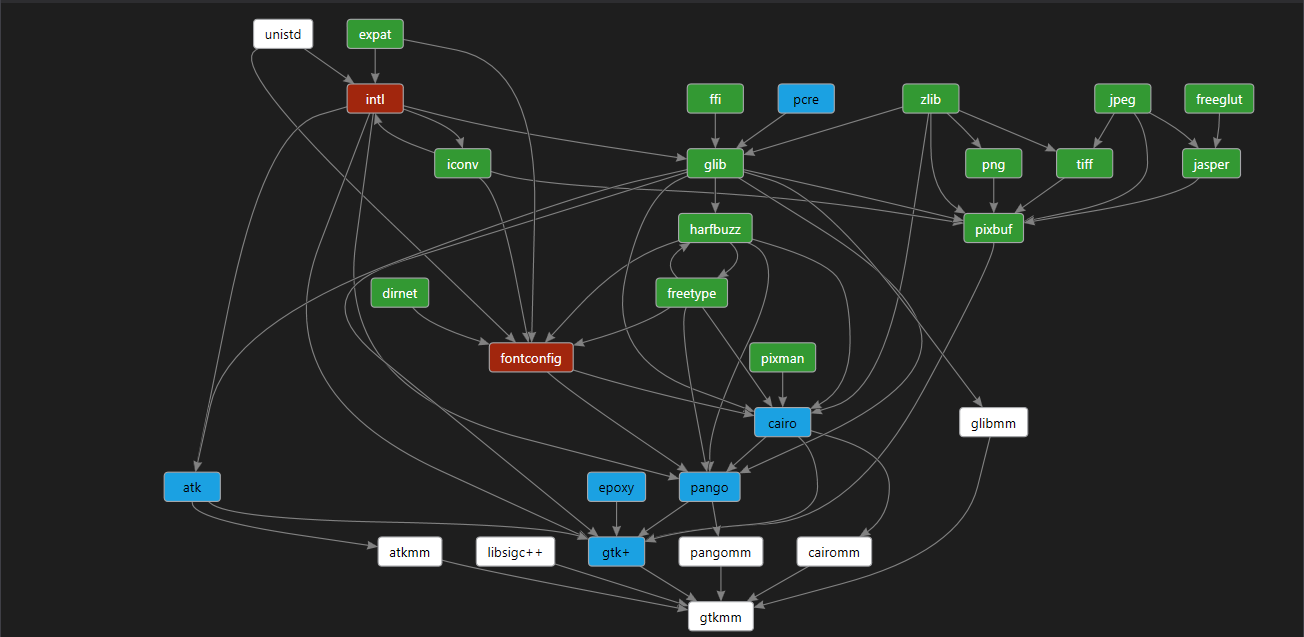 unistd
expat
intl
ffi
pcre
zlib
jpeg
freeglut
iconv
glib
png
tiff
jasper
harfbuzz
pixbuf
dirnet
freetype
fontconfig
pixman
cairo
glibmm
atk
epoxy
pango
atkmm
libsigc++
gtk+
pangomm
cairomm
gtkmm